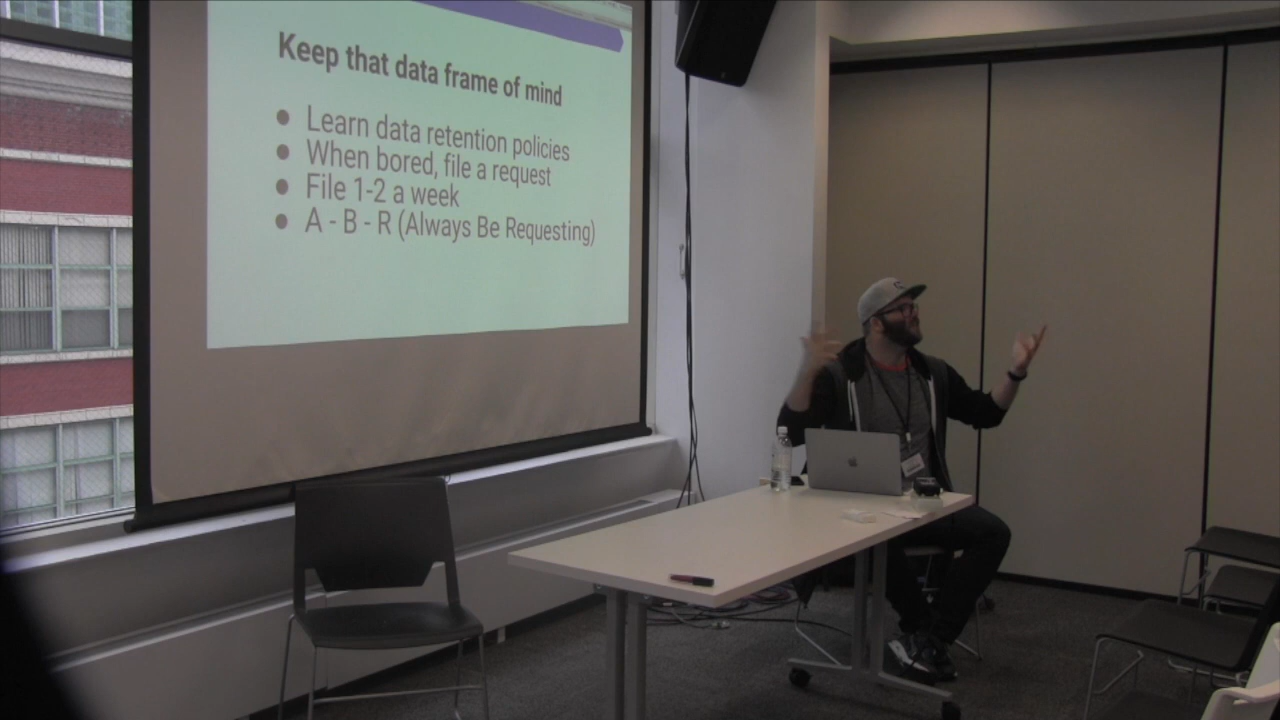 Keep that data frame of mind
● Learn data retention policies
● When bored, file a request
● File 1-2 a week
● A - B - R (Always Be Requesting)